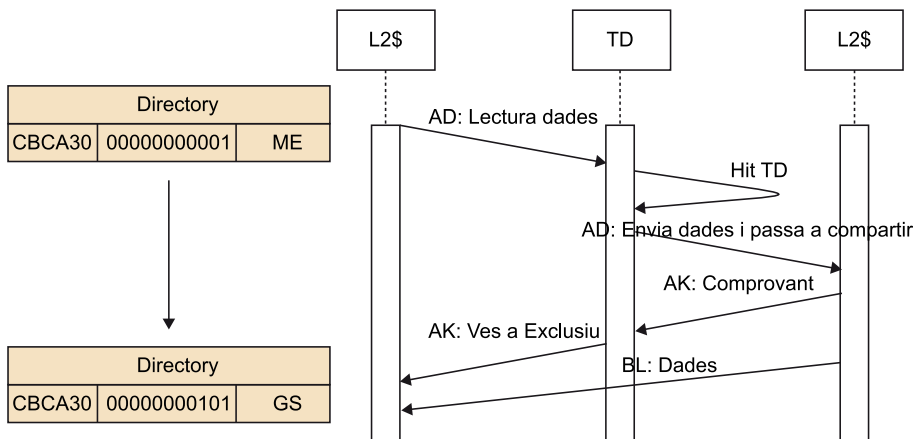 L2$
TD
L2$
Directory
CBCA30 00000000001 ME
AD: Lectura dades
Hit TD
AD: Envia dades i passa a compartir
AK: Comprovant
AK: Ves a Exclusiu
BL: Dades
Directory
CBCA30 00000000101 GS